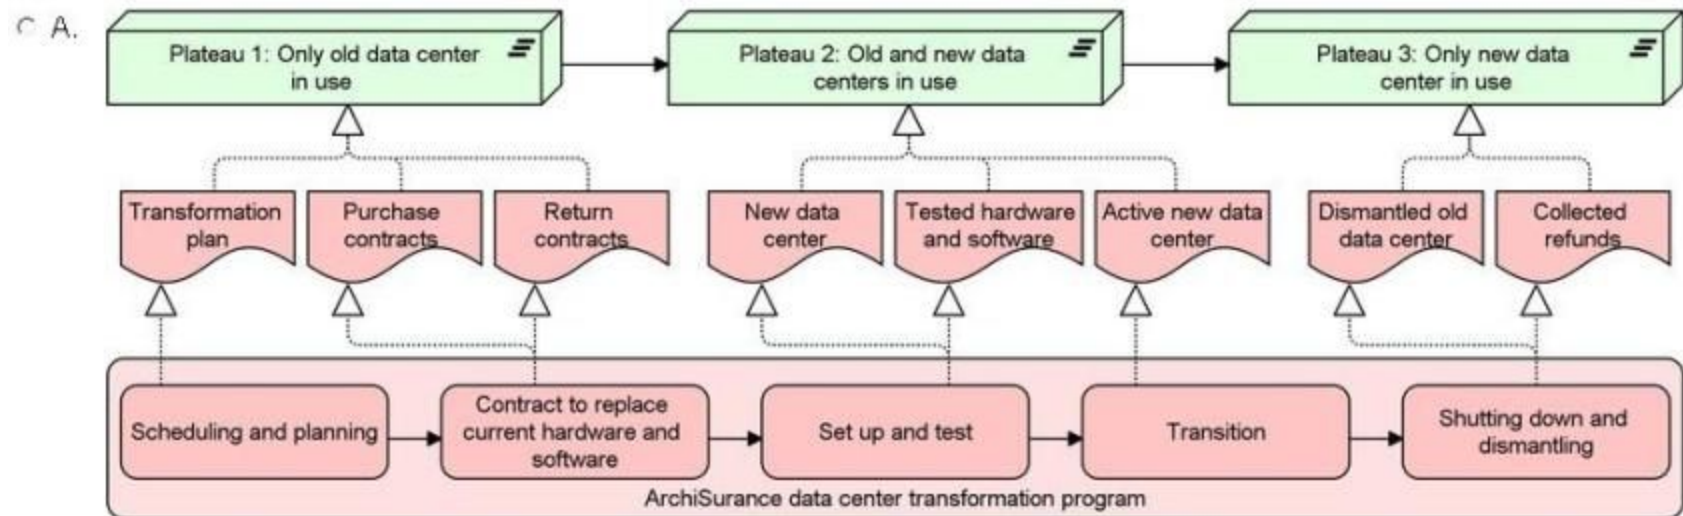 A.
Plateau 1: Only old data center
in use
Plateau 2: Old and new data
centers in use
Plateau 3: Only new data
center in use
Transformation
plan
Purchase
contracts
Return
contracts
New data
center
Tested hardware
and software
Active new data
center
Dismantled old
data center
Collected
refunds
Scheduling and planning
Contract to replace
current hardware and
software
Set up and test
Transition
Shutting down and
dismantling
ArchiSurance data center transformation program